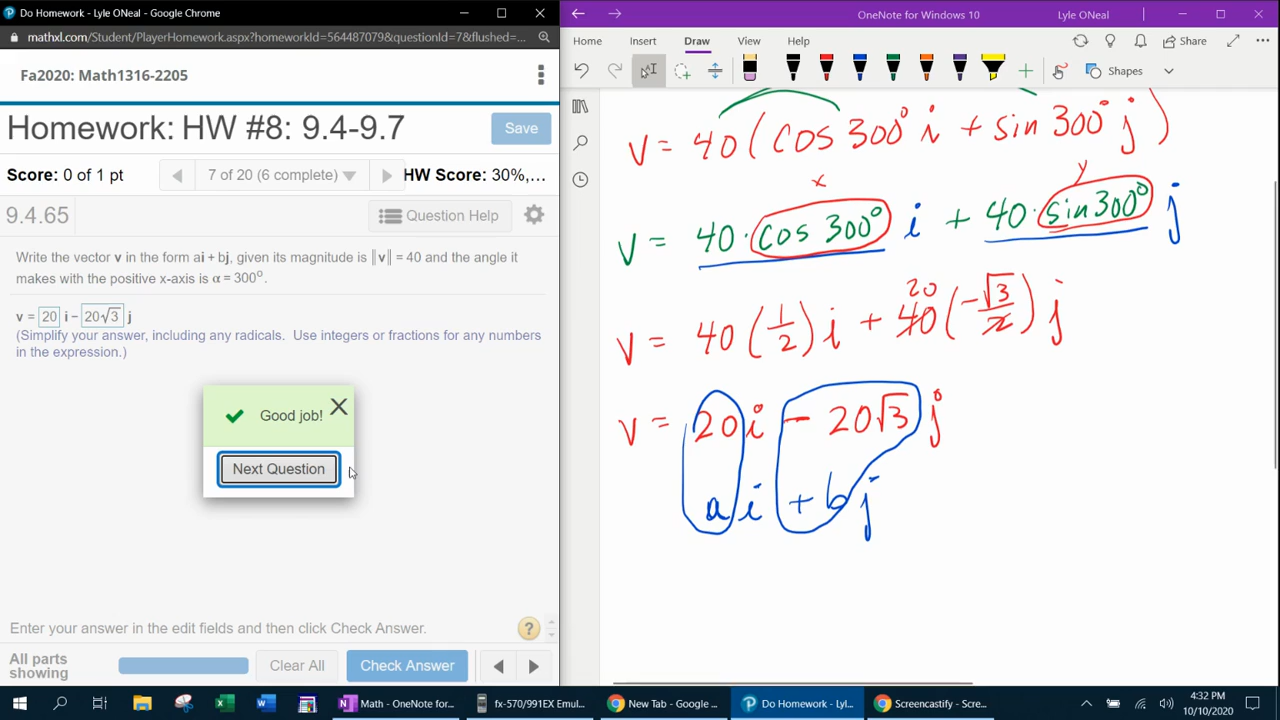 Do Homework - Lyle ONeal - Google Chrome
mathxl.com/Student/PlayerHomework.aspx?homeworkId=564487079&questionId=7&flushed=...
Fa2020: Math1316-2205
Homework: HW #8: 9.4-9.7
Save
Score: 0 of 1 pt
7 of 20 (6 complete)
HW Score: 30%,...
9.4.65
Question Help
Write the vector v in the form ai + bj, given its magnitude is ‖v‖ = 40 and the angle it
makes with the positive x-axis is α = 300°.
v = 20 i − 20√3 j
(Simplify your answer, including any radicals. Use integers or fractions for any numbers
in the expression.)
Good job!
Next Question
Enter your answer in the edit fields and then click Check Answer.
?
All parts
showing
Clear All
Check Answer
OneNote for Windows 10
Lyle ONeal
Home Insert Draw View Help
Share
Shapes
v = 40 ( cos 300° i + sin 300° j )
x y
v = 40 · cos 300° i + 40 · sin 300° j
20
v = 40 ( 1/2 ) i + 40 ( −√3/2 ) j
v = 20 i − 20√3 j
a i + b j
Math - OneNote for...
fx-570/991EX Emul...
New Tab - Google ...
Do Homework - Lyl...
Screencastify - Scre...
4:32 PM
10/10/2020